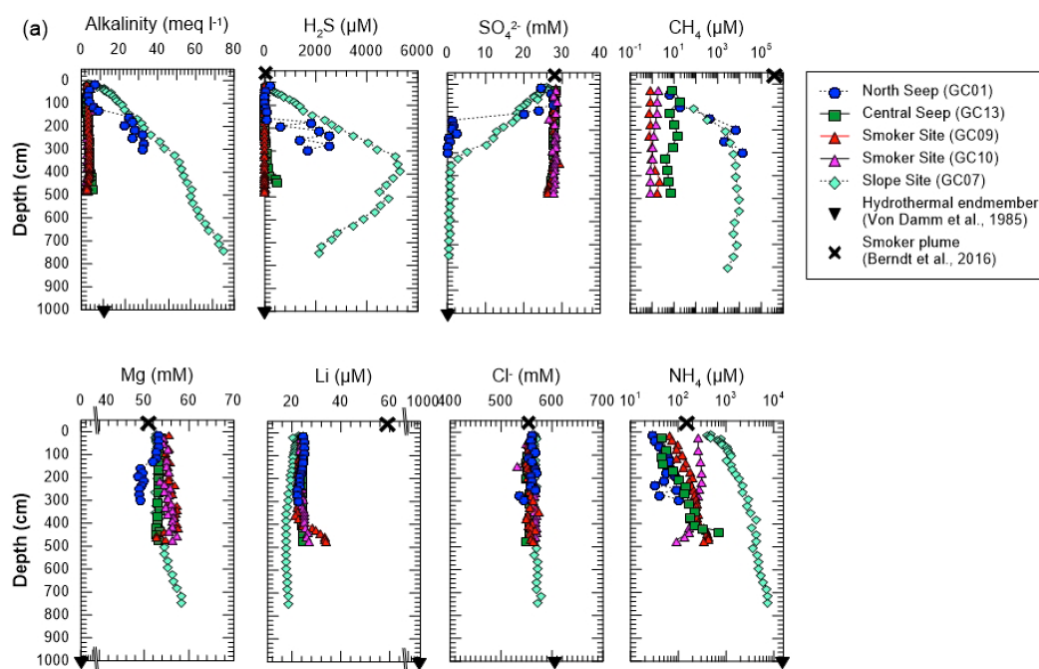 (a)
Alkalinity (meq l-1) H2S (µM) SO4 2- (mM) CH4 (µM)
0 20 40 60 80 0 2000 4000 6000 0 10 20 30 40 10-1 101 103 105
0
100
200
300
400
500
600
700
800
900
1000
Depth (cm)
North Seep (GC01)
Central Seep (GC13)
Smoker Site (GC09)
Smoker Site (GC10)
Slope Site (GC07)
Hydrothermal endmember
(Von Damm et al., 1985)
Smoker plume
(Berndt et al., 2016)
Mg (mM) Li (µM) Cl- (mM) NH4 (µM)
0 40 50 60 70 20 40 60 1000 400 500 600 700 101 102 103 104
0
100
200
300
400
500
600
700
800
900
1000
Depth (cm)